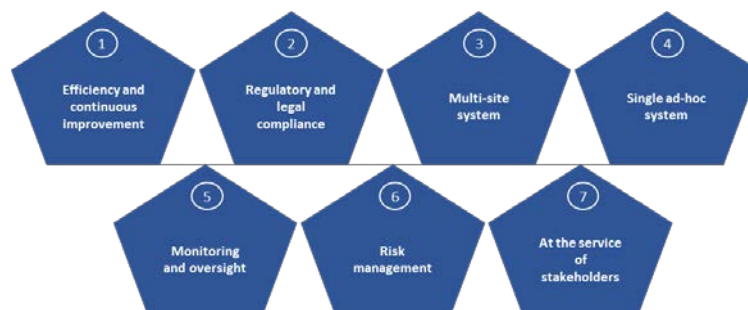 1
Efficiency and
continuous
improvement
2
Regulatory and
legal
compliance
3
Multi-site
system
4
Single ad-hoc
system
5
Monitoring
and oversight
6
Risk
management
7
At the service
of
stakeholders